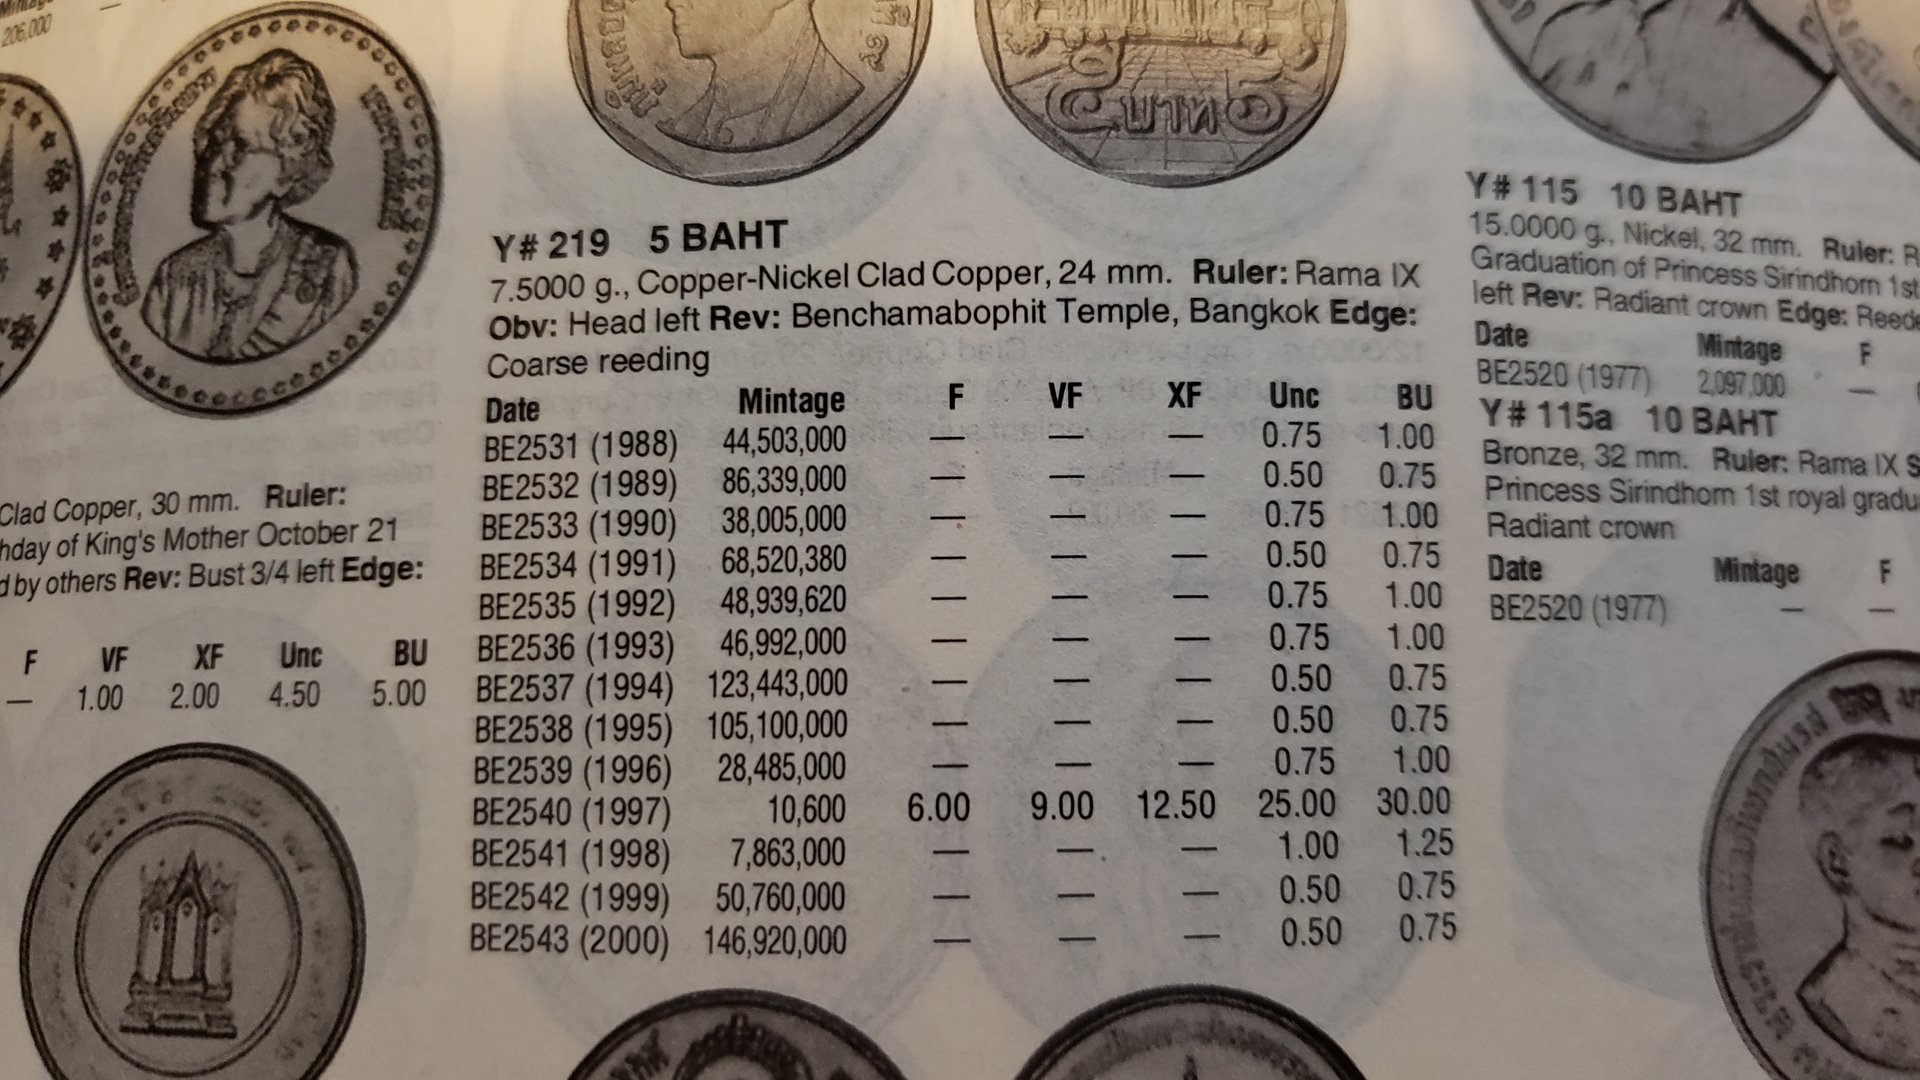 206,000
Clad Copper, 30 mm. Ruler:
hday of King's Mother October 21
d by others Rev: Bust 3/4 left Edge:
F VF XF Unc BU
— 1.00 2.00 4.50 5.00
๕ บาท 5
Y# 219 5 BAHT
7.5000 g., Copper-Nickel Clad Copper, 24 mm. Ruler: Rama IX
Obv: Head left Rev: Benchamabophit Temple, Bangkok Edge:
Coarse reeding
Date Mintage F VF XF Unc BU
BE2531 (1988) 44,503,000 — — — 0.75 1.00
BE2532 (1989) 86,339,000 — — — 0.50 0.75
BE2533 (1990) 38,005,000 — — — 0.75 1.00
BE2534 (1991) 68,520,380 — — — 0.50 0.75
BE2535 (1992) 48,939,620 — — — 0.75 1.00
BE2536 (1993) 46,992,000 — — — 0.75 1.00
BE2537 (1994) 123,443,000 — — — 0.50 0.75
BE2538 (1995) 105,100,000 — — — 0.50 0.75
BE2539 (1996) 28,485,000 — — — 0.75 1.00
BE2540 (1997) 10,600 6.00 9.00 12.50 25.00 30.00
BE2541 (1998) 7,863,000 — — — 1.00 1.25
BE2542 (1999) 50,760,000 — — — 0.50 0.75
BE2543 (2000) 146,920,000 — — — 0.50 0.75
Y# 115 10 BAHT
15.0000 g., Nickel, 32 mm. Ruler: R
Graduation of Princess Sirindhorn 1st
left Rev: Radiant crown Edge: Reede
Date Mintage F
BE2520 (1977) 2,097,000 —
Y# 115a 10 BAHT
Bronze, 32 mm. Ruler: Rama IX S
Princess Sirindhorn 1st royal gradu
Radiant crown
Date Mintage F
BE2520 (1977) — —